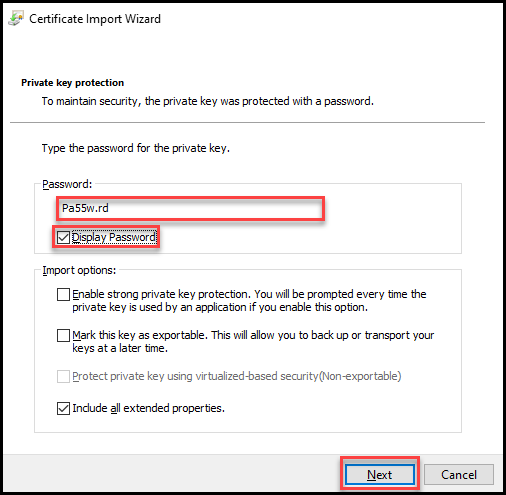 Certificate Import Wizard
Private key protection
To maintain security, the private key was protected with a password.
Type the password for the private key.
Password:
Pa55w.rd
Display Password
Import options:
Enable strong private key protection. You will be prompted every time the
private key is used by an application if you enable this option.
Mark this key as exportable. This will allow you to back up or transport your
keys at a later time.
Protect private key using virtualized-based security(Non-exportable)
Include all extended properties.
Next
Cancel